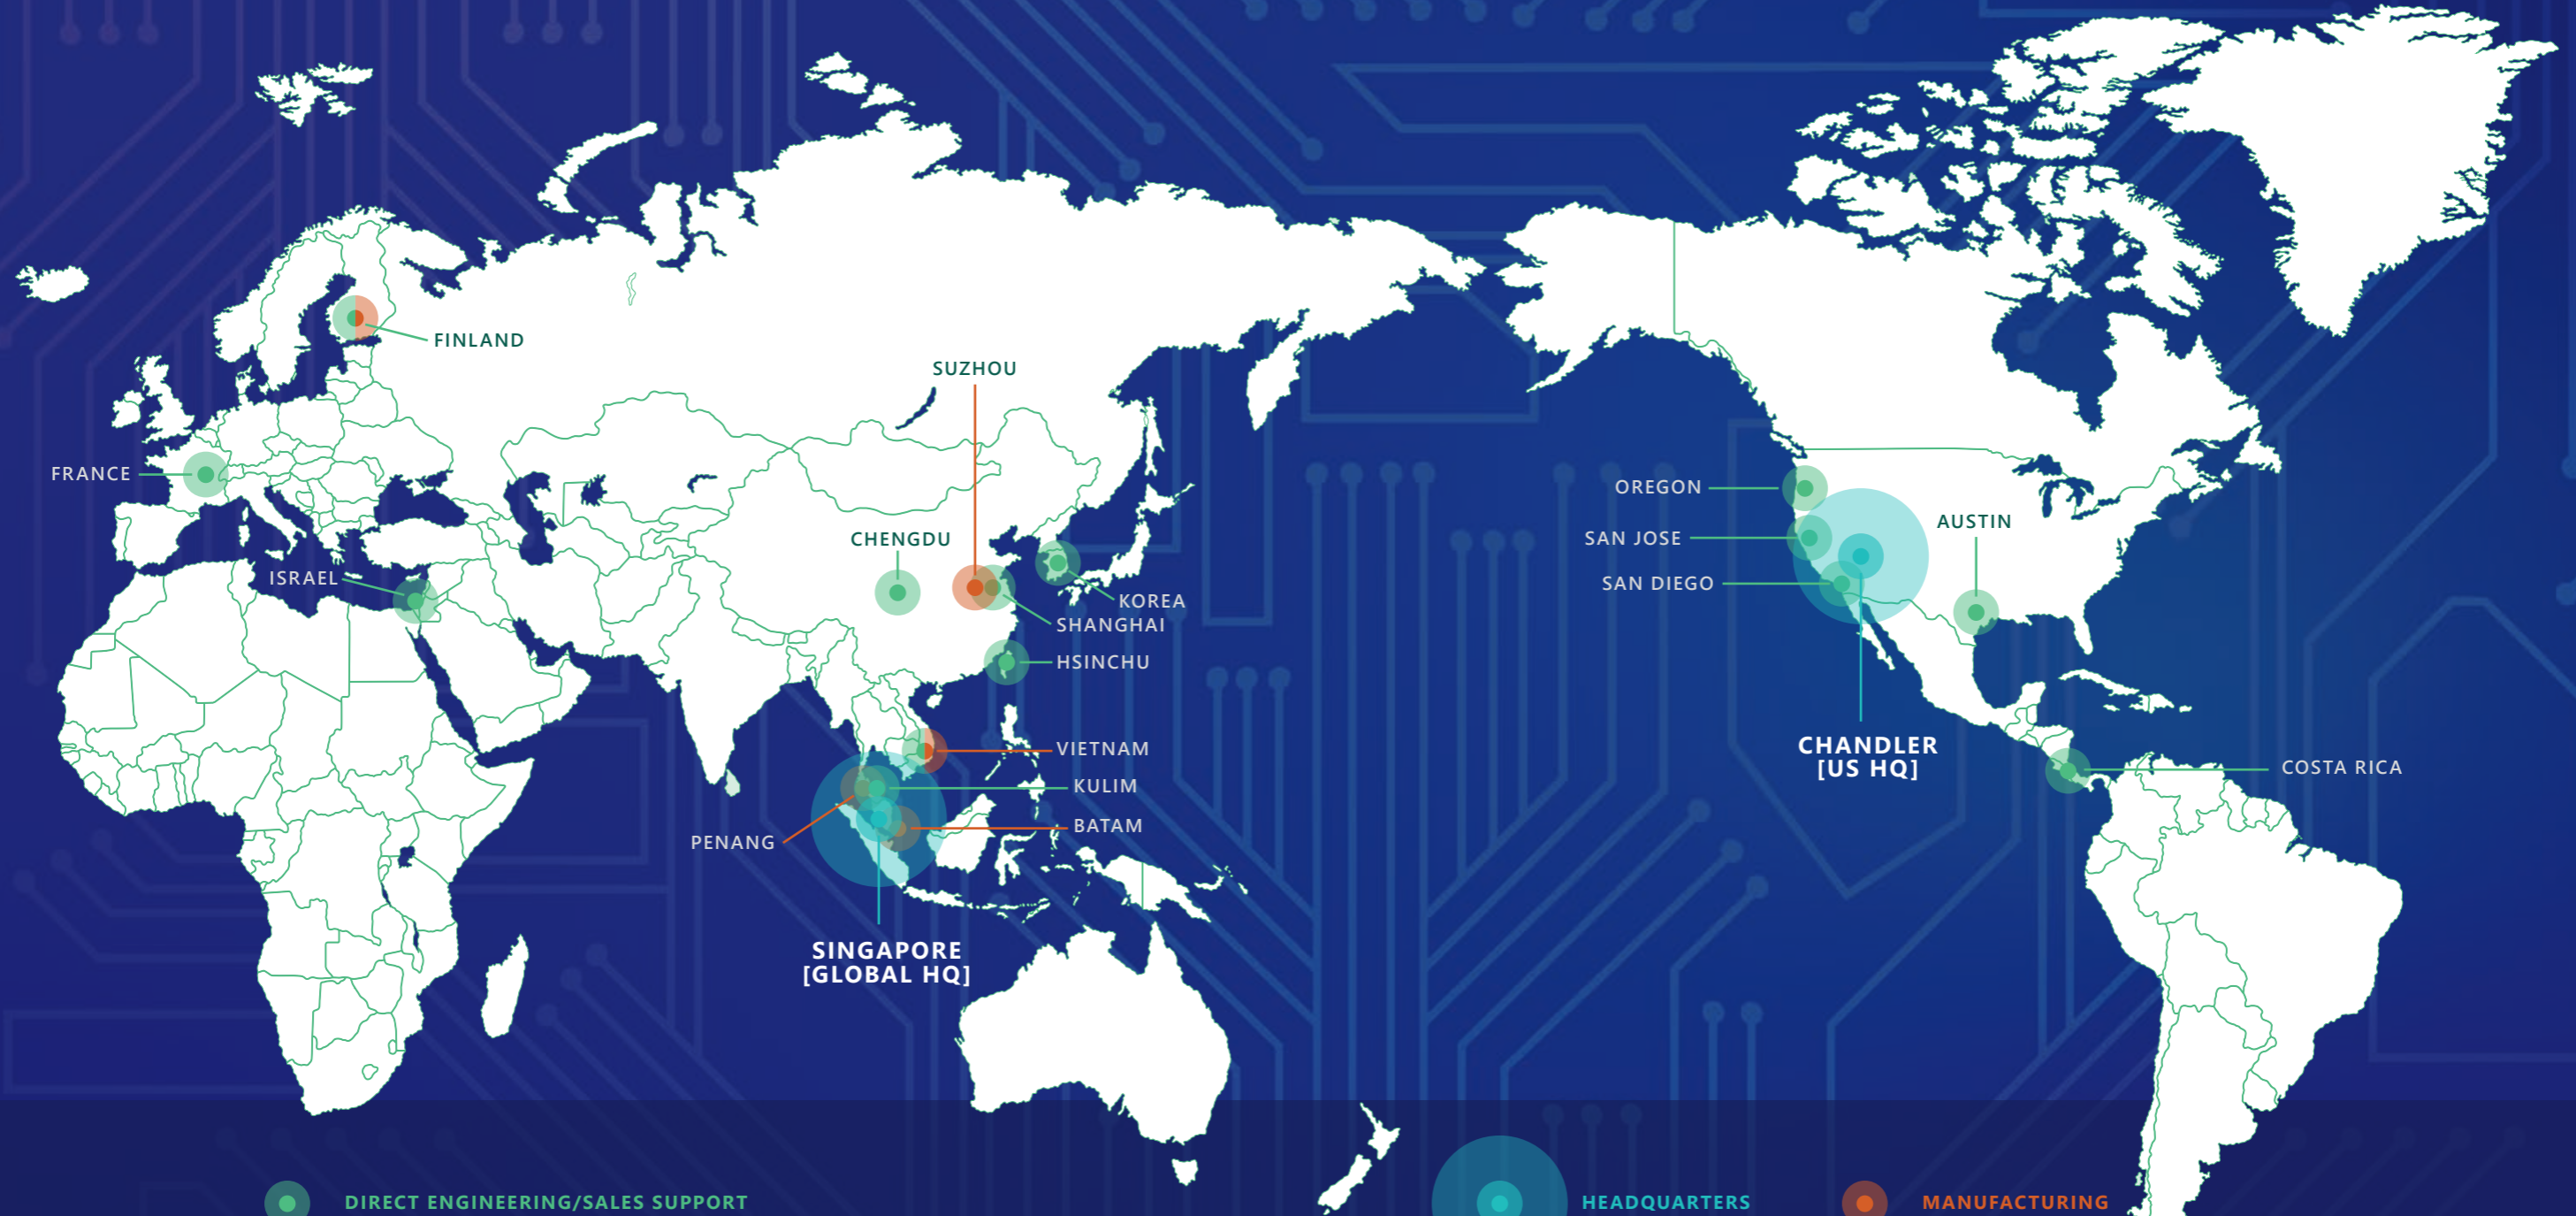 FINLAND
SUZHOU
FRANCE
OREGON
AUSTIN
CHENGDU
SAN JOSE
ISRAEL
SAN DIEGO
KOREA
SHANGHAI
HSINCHU
VIETNAM
CHANDLER
[US HQ]
COSTA RICA
KULIM
BATAM
PENANG
SINGAPORE
[GLOBAL HQ]
DIRECT ENGINEERING/SALES SUPPORT
HEADQUARTERS
MANUFACTURING